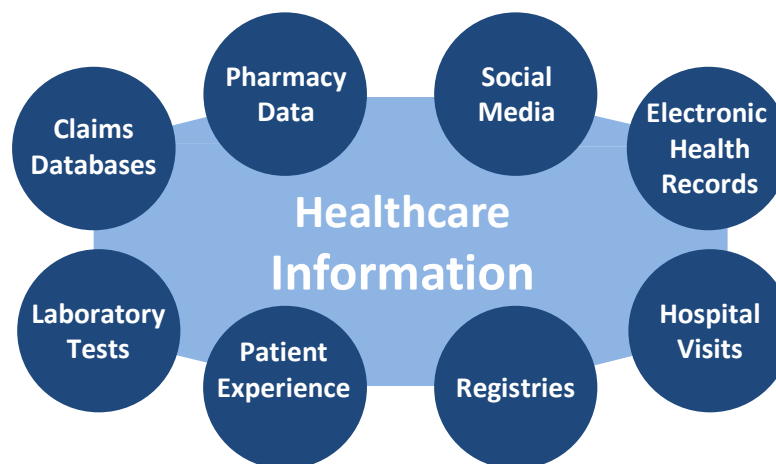 Pharmacy
Data
Social
Media
Claims
Databases
Electronic
Health
Records
Healthcare
Information
Laboratory
Tests
Patient
Experience
Registries
Hospital
Visits